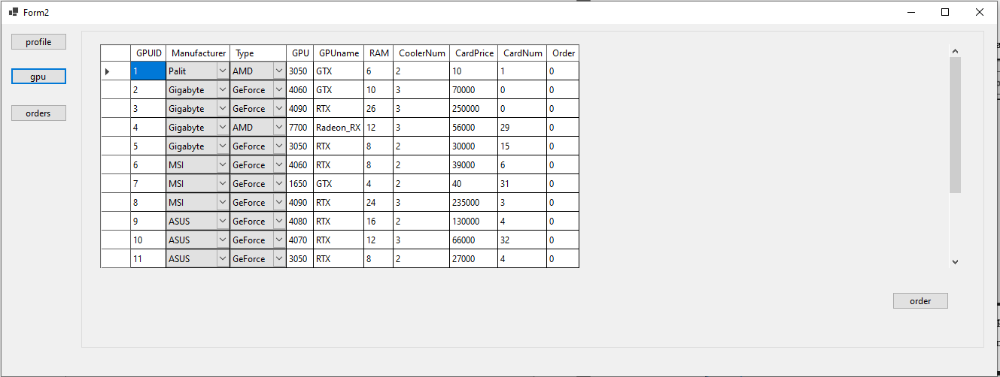 Form2
profile
gpu
orders
GPUID Manufacturer Type GPU GPUname RAM CoolerNum CardPrice CardNum Order
1 Palit AMD 3050 GTX 6 2 10 1 0
2 Gigabyte GeForce 4060 GTX 10 3 70000 0 0
3 Gigabyte GeForce 4090 RTX 26 3 250000 0 0
4 Gigabyte AMD 7700 Radeon_RX 12 3 56000 29 0
5 Gigabyte GeForce 3050 RTX 8 2 30000 15 0
6 MSI GeForce 4060 RTX 8 2 39000 6 0
7 MSI GeForce 1650 GTX 4 2 40 31 0
8 MSI GeForce 4090 RTX 24 3 235000 3 0
9 ASUS GeForce 4080 RTX 16 2 130000 4 0
10 ASUS GeForce 4070 RTX 12 3 66000 32 0
11 ASUS GeForce 3050 RTX 8 2 27000 4 0
order